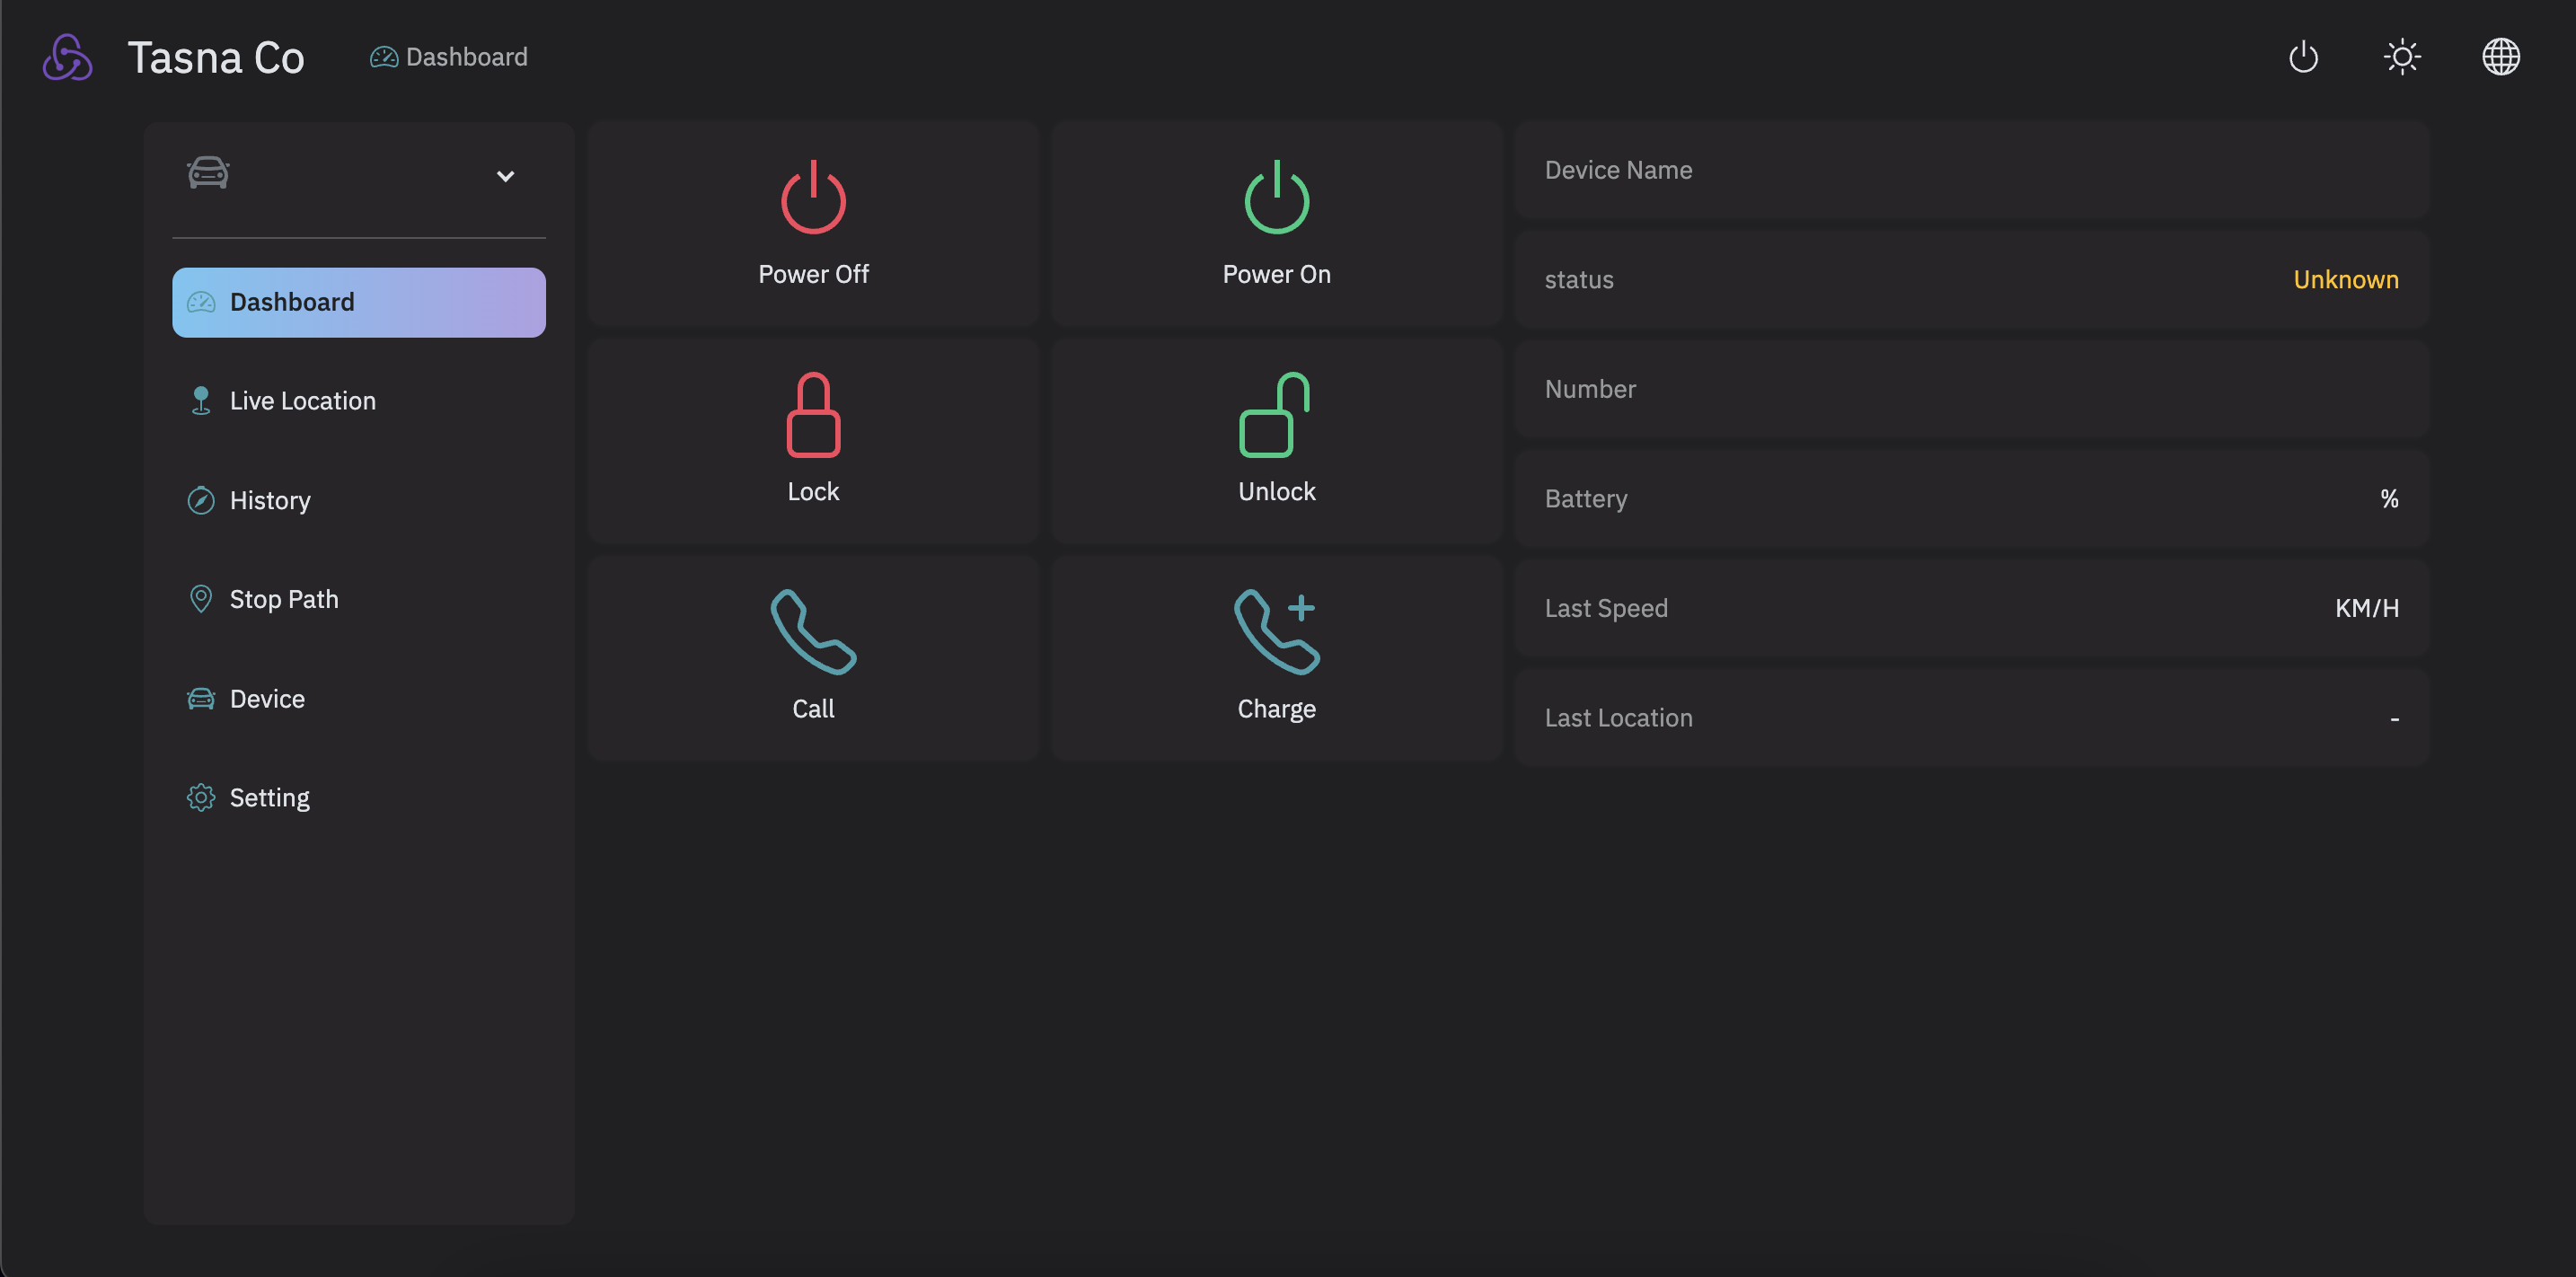 Tasna Co
Dashboard
Dashboard
Live Location
History
Stop Path
Device
Setting
Power Off
Power On
Lock
Unlock
Call
Charge
Device Name
status Unknown
Number
Battery %
Last Speed KM/H
Last Location -